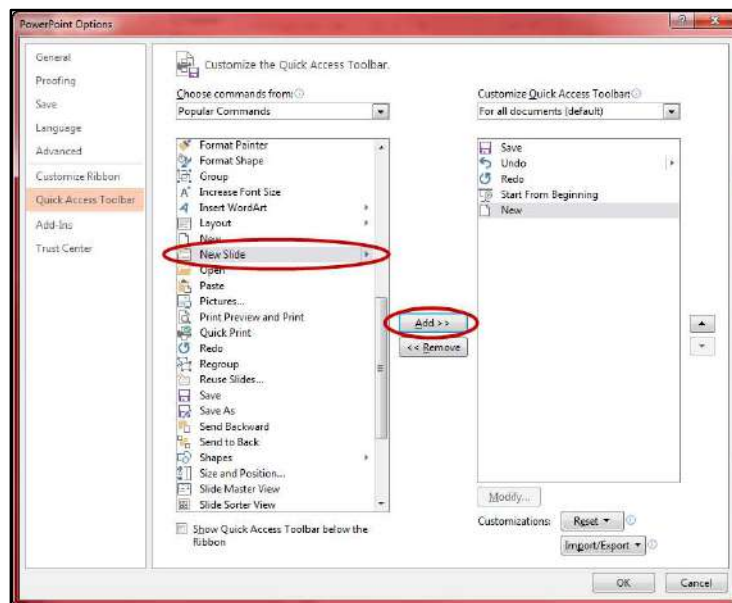 PowerPoint Options
General
Proofing
Save
Language
Advanced
Customize Ribbon
Quick Access Toolbar
Add-Ins
Trust Center
Customize the Quick Access Toolbar.
Choose commands from:
Popular Commands
Format Painter
Format Shape
Group
Increase Font Size
Insert WordArt
Layout
New
New Slide
Open
Paste
Pictures...
Print Preview and Print
Quick Print
Redo
Regroup
Reuse Slides...
Save
Save As
Send Backward
Send to Back
Shapes
Size and Position...
Slide Master View
Slide Sorter View
Show Quick Access Toolbar below the
Ribbon
Add >>
<< Remove
Customize Quick Access Toolbar:
For all documents (default)
Save
Undo
Redo
Start From Beginning
New
Modify...
Customizations:
Reset
Import/Export
OK
Cancel